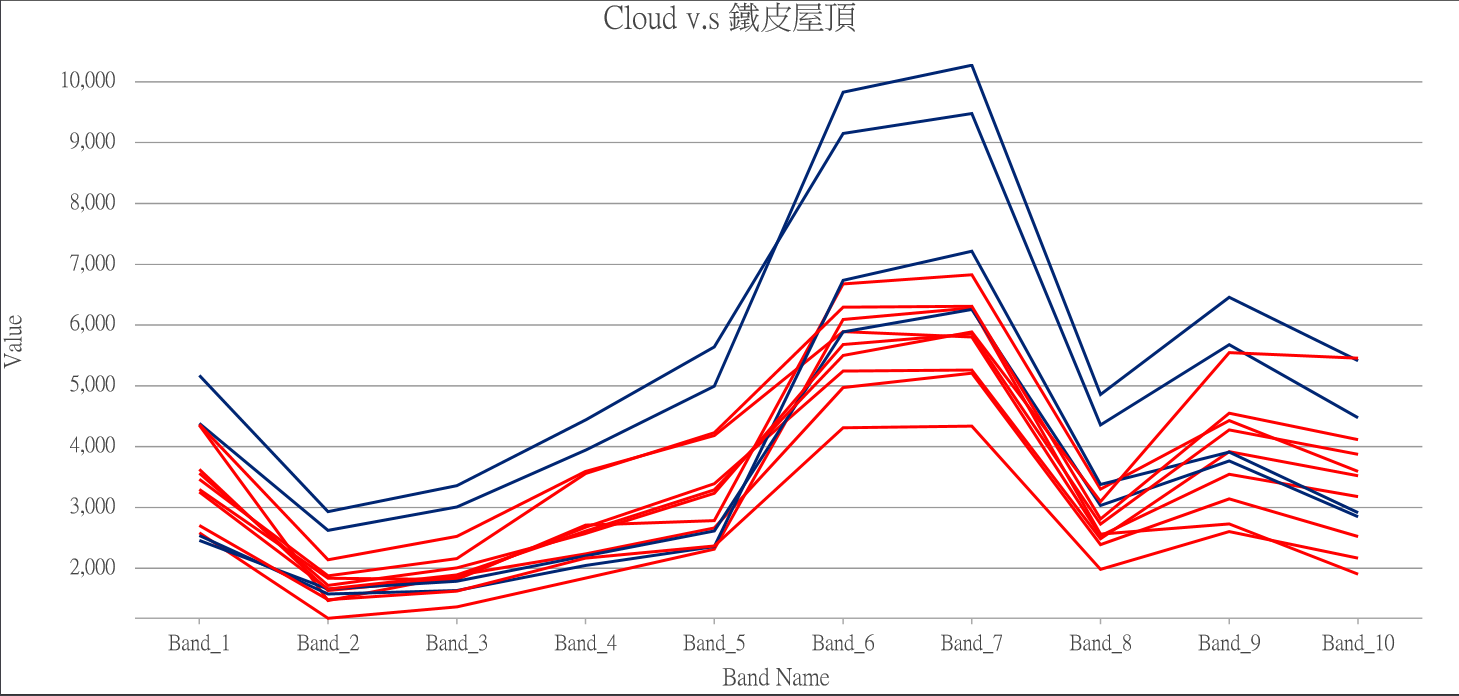 Cloud v.s 鐵皮屋頂
10,000
9,000
8,000
7,000
6,000
5,000
4,000
3,000
2,000
Value
Band_1 Band_2 Band_3 Band_4 Band_5 Band_6 Band_7 Band_8 Band_9 Band_10
Band Name